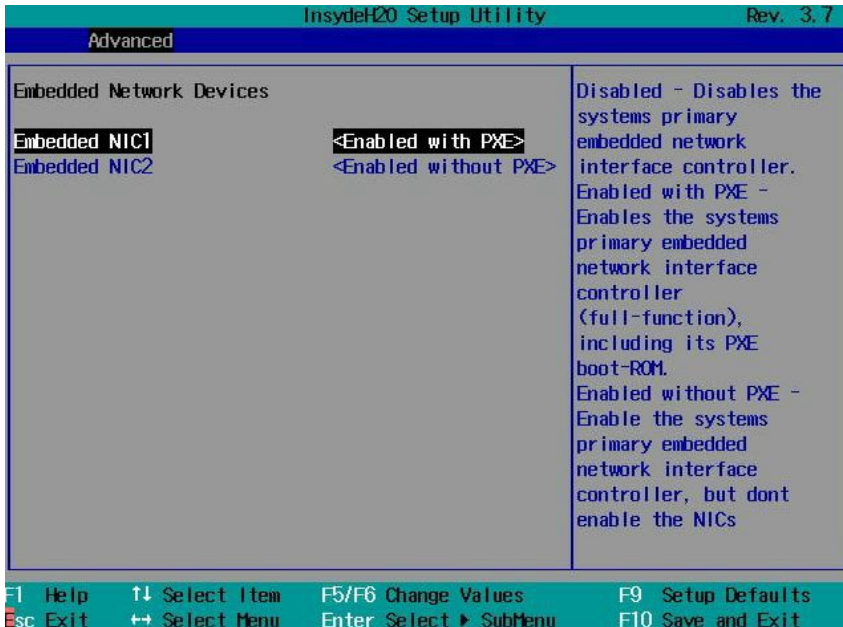 InsydeH20 Setup Utility Rev. 3.7
Advanced
Embedded Network Devices
Embedded NIC1 <Enabled with PXE>
Embedded NIC2 <Enabled without PXE>
Disabled - Disables the
systems primary
embedded network
interface controller.
Enabled with PXE -
Enables the systems
primary embedded
network interface
controller
(full-function),
including its PXE
boot-ROM.
Enabled without PXE -
Enable the systems
primary embedded
network interface
controller, but dont
enable the NICs
F1 Help ↑↓ Select Item F5/F6 Change Values F9 Setup Defaults
Esc Exit ↔ Select Menu Enter Select ▶ SubMenu F10 Save and Exit